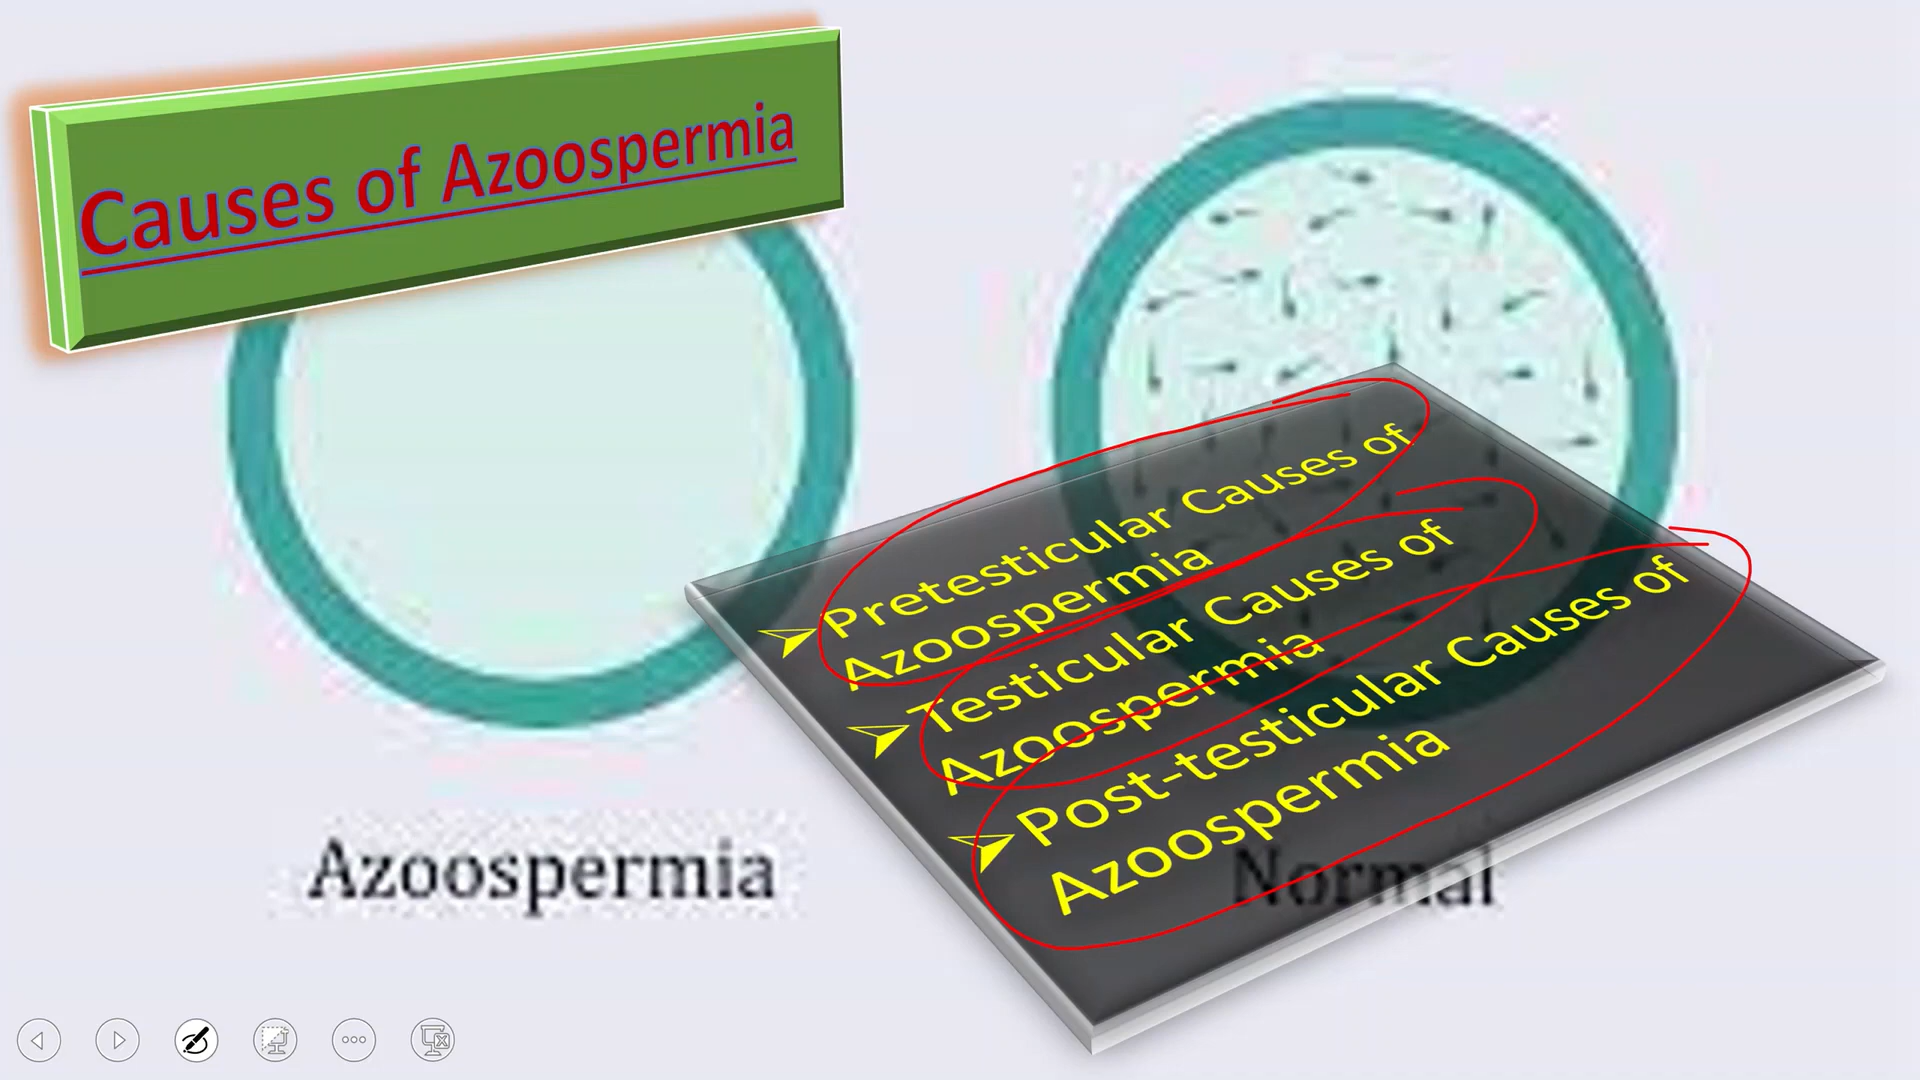 Causes of Azoospermia
Pretesticular Causes of
Azoospermia
Testicular Causes of
Azoospermia
Post-testicular Causes of
Azoospermia
Azoospermia
Normal